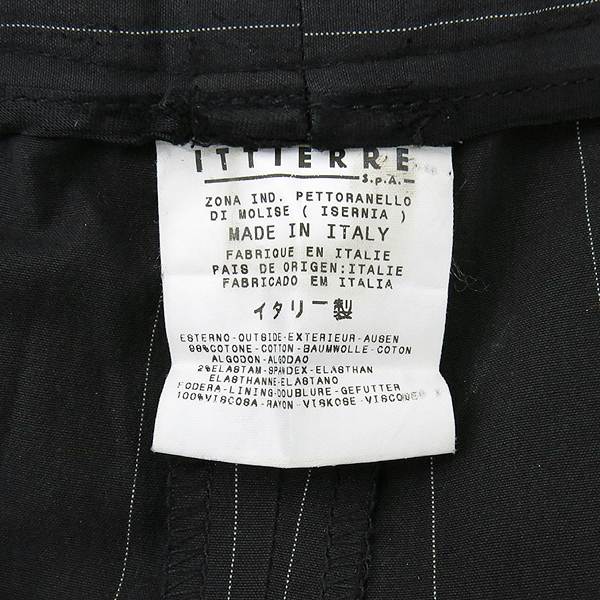 ITTIERRE
S.p.A.
ZONA IND. PETTORANELLO
DI MOLISE ( ISERNIA )
MADE IN ITALY
FABRIQUE EN ITALIE
PAIS DE ORIGEN:ITALIE
FABRICADO EM ITALIA
イタリー製
ESTERNO-OUTSIDE-EXTERIEUR-AUSEN
98%COTONE-COTTON-BAUMWOLLE-COTON
ALGODON-ALGODAO
2%ELASTAM-SPANDEX-ELASTHAN
ELASTHANNE-ELASTANO
FODERA-LINING-DOUBLURE-GEFUTTER
100%VISCOSA-RAYON-VISKOSE-VISCOSE